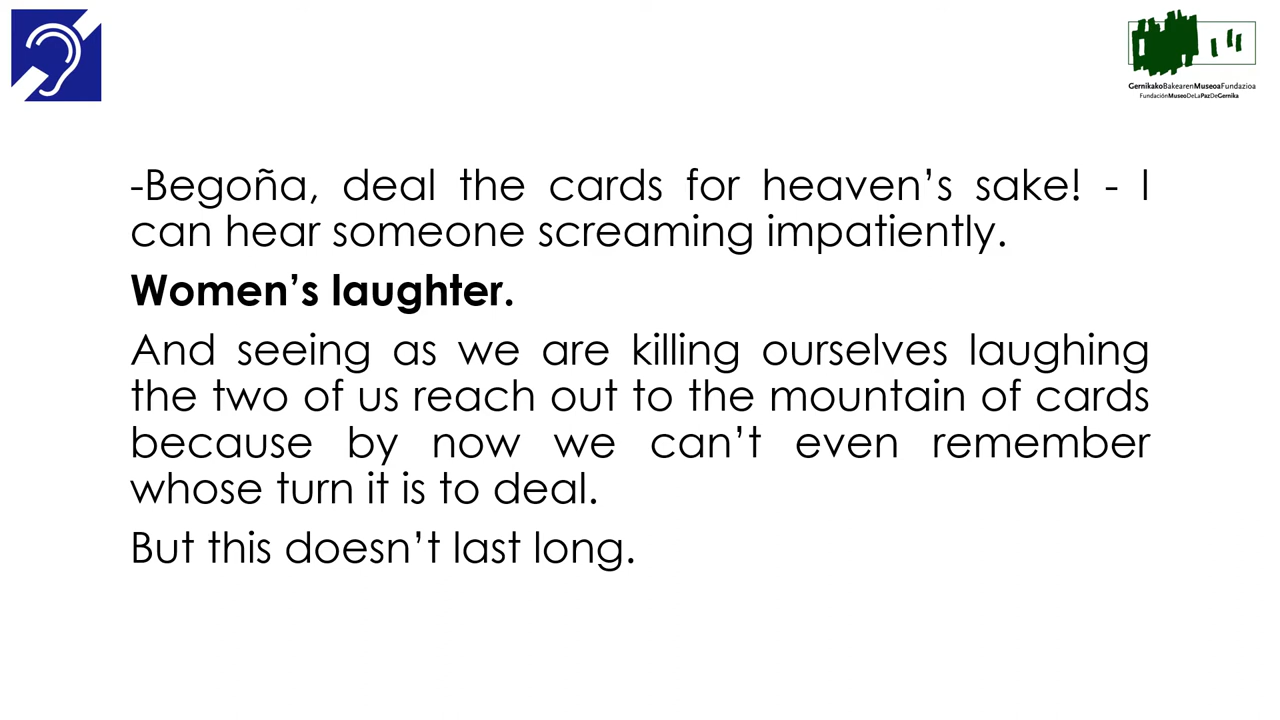 GernikakoBakearenMuseoaFundazioa
FundaciónMuseoDeLaPazDeGernika
-Begoña, deal the cards for heaven’s sake! - I
can hear someone screaming impatiently.
Women’s laughter.
And seeing as we are killing ourselves laughing
the two of us reach out to the mountain of cards
because by now we can’t even remember
whose turn it is to deal.
But this doesn’t last long.